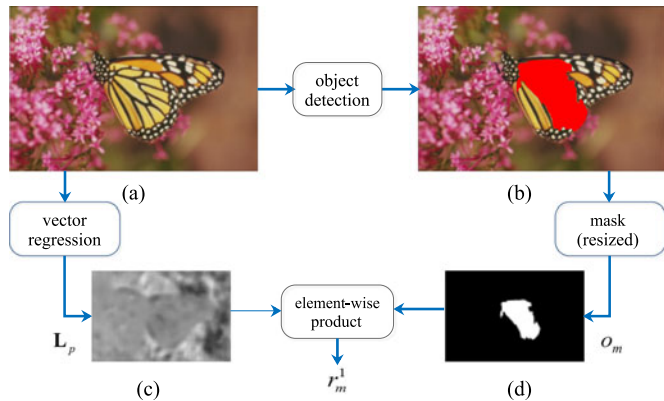 object
detection
(a)
(b)
vector
regression
mask
(resized)
element-wise
product
L_p
o_m
r_m^1
(c)
(d)